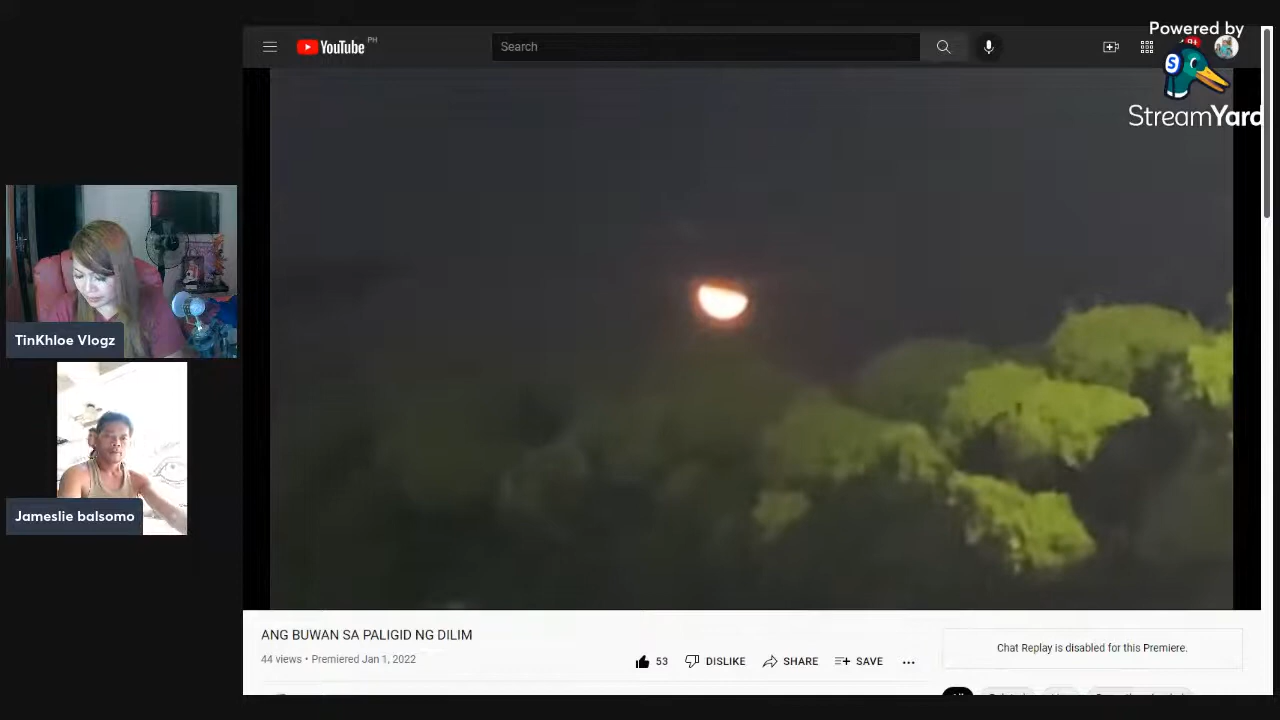 Powered by
StreamYard
YouTube PH
Search
9+
TinKhloe Vlogz
Jameslie balsomo
ANG BUWAN SA PALIGID NG DILIM
44 views • Premiered Jan 1, 2022
53
DISLIKE
SHARE
SAVE
Chat Replay is disabled for this Premiere.